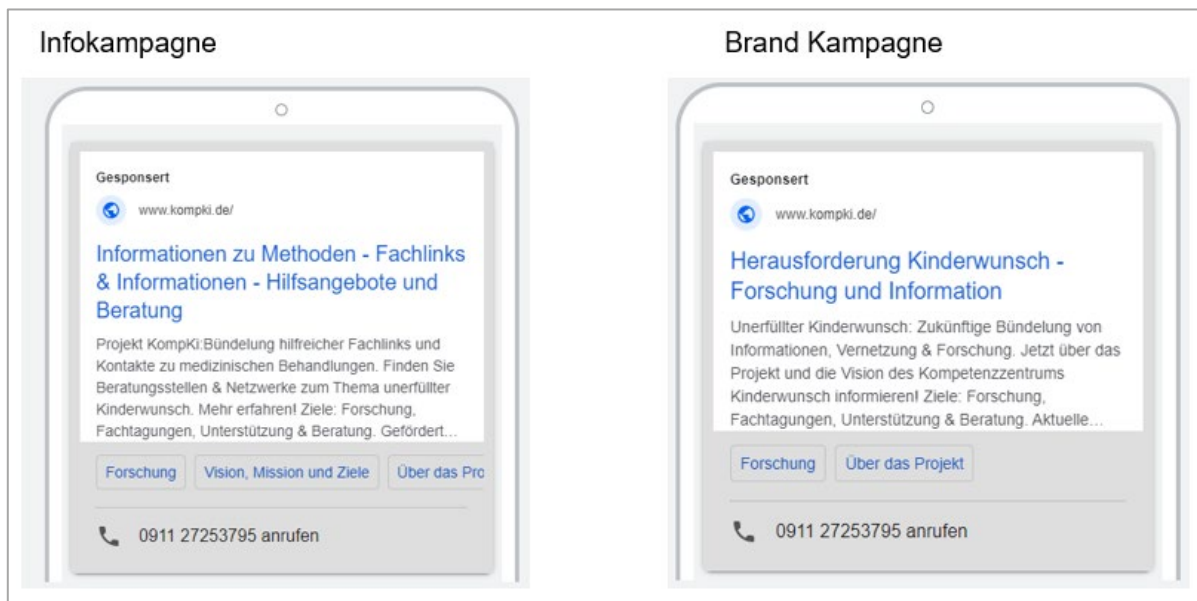 Infokampagne
Gesponsert
www.kompki.de/
Informationen zu Methoden - Fachlinks
& Informationen - Hilfsangebote und
Beratung
Projekt KompKi:Bündelung hilfreicher Fachlinks und
Kontakte zu medizinischen Behandlungen. Finden Sie
Beratungsstellen & Netzwerke zum Thema unerfüllter
Kinderwunsch. Mehr erfahren! Ziele: Forschung,
Fachtagungen, Unterstützung & Beratung. Gefördert...
Forschung Vision, Mission und Ziele Über das Pro
0911 27253795 anrufen
Brand Kampagne
Gesponsert
www.kompki.de/
Herausforderung Kinderwunsch -
Forschung und Information
Unerfüllter Kinderwunsch: Zukünftige Bündelung von
Informationen, Vernetzung & Forschung. Jetzt über das
Projekt und die Vision des Kompetenzzentrums
Kinderwunsch informieren! Ziele: Forschung,
Fachtagungen, Unterstützung & Beratung. Aktuelle...
Forschung Über das Projekt
0911 27253795 anrufen